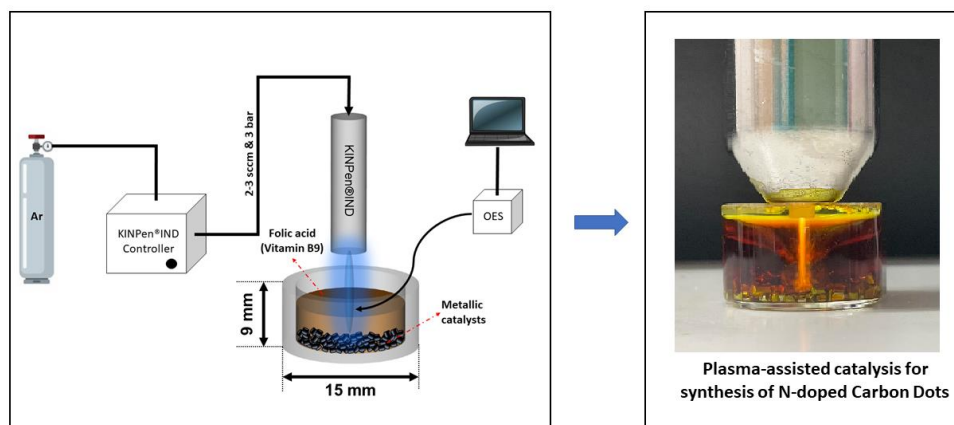 Ar
KINPen®IND
Controller
2-3 sccm & 3 bar
KINPen®IND
OES
Folic acid
(Vitamin B9)
Metallic
catalysts
9 mm
15 mm
Plasma-assisted catalysis for
synthesis of N-doped Carbon Dots